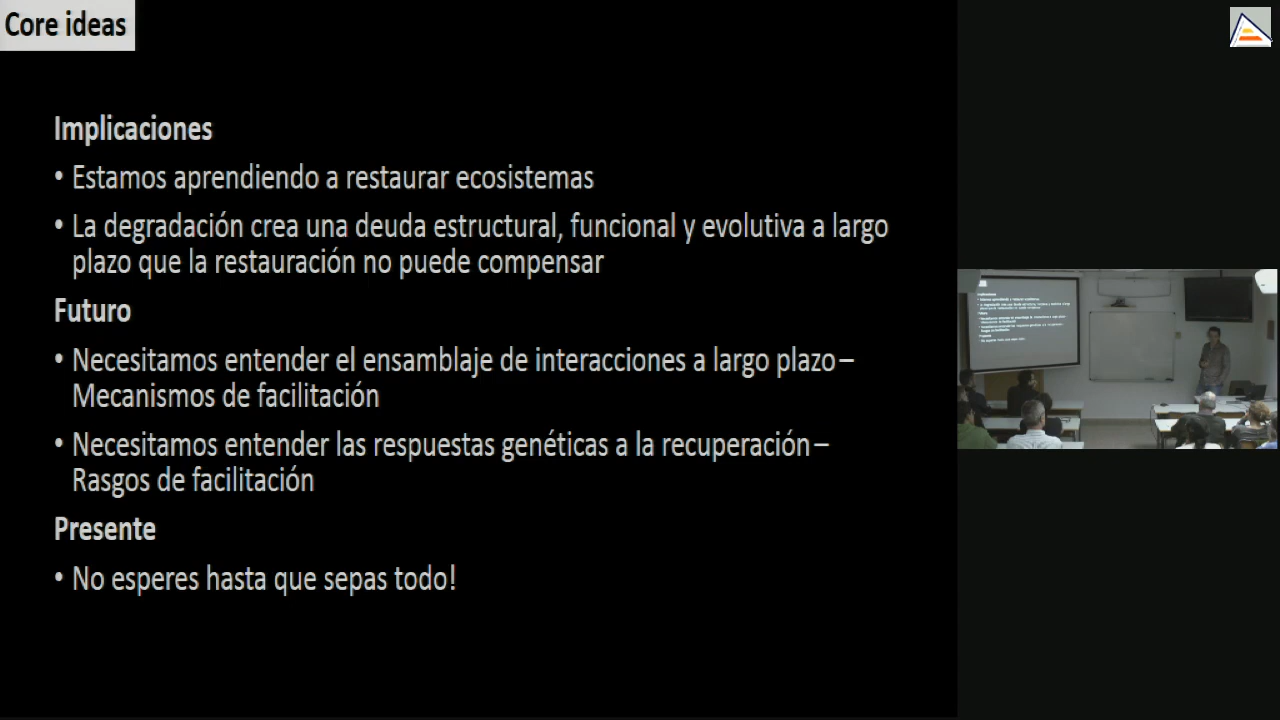 Core ideas
Implicaciones
• Estamos aprendiendo a restaurar ecosistemas
• La degradación crea una deuda estructural, funcional y evolutiva a largo
plazo que la restauración no puede compensar
Futuro
• Necesitamos entender el ensamblaje de interacciones a largo plazo –
Mecanismos de facilitación
• Necesitamos entender las respuestas genéticas a la recuperación –
Rasgos de facilitación
Presente
• No esperes hasta que sepas todo!